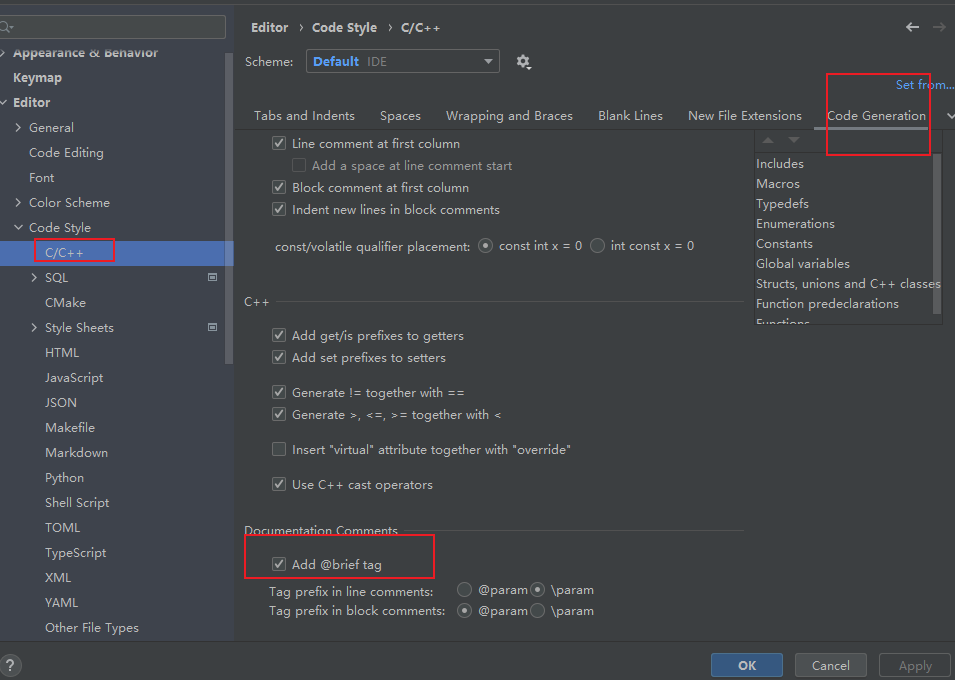 Editor › Code Style › C/C++
Appearance & Behavior
Keymap
Editor
General
Code Editing
Font
Color Scheme
Code Style
C/C++
SQL
CMake
Style Sheets
HTML
JavaScript
JSON
Makefile
Markdown
Python
Shell Script
TOML
TypeScript
XML
YAML
Other File Types
?
Scheme: Default IDE
Set from...
Tabs and Indents Spaces Wrapping and Braces Blank Lines New File Extensions Code Generation
Line comment at first column
Add a space at line comment start
Block comment at first column
Indent new lines in block comments
const/volatile qualifier placement: const int x = 0 int const x = 0
C++
Add get/is prefixes to getters
Add set prefixes to setters
Generate != together with ==
Generate >, <=, >= together with <
Insert "virtual" attribute together with "override"
Use C++ cast operators
Documentation Comments
Add @brief tag
Tag prefix in line comments: @param \param
Tag prefix in block comments: @param \param
Includes
Macros
Typedefs
Enumerations
Constants
Global variables
Structs, unions and C++ classes
Function predeclarations
Functions
OK Cancel Apply